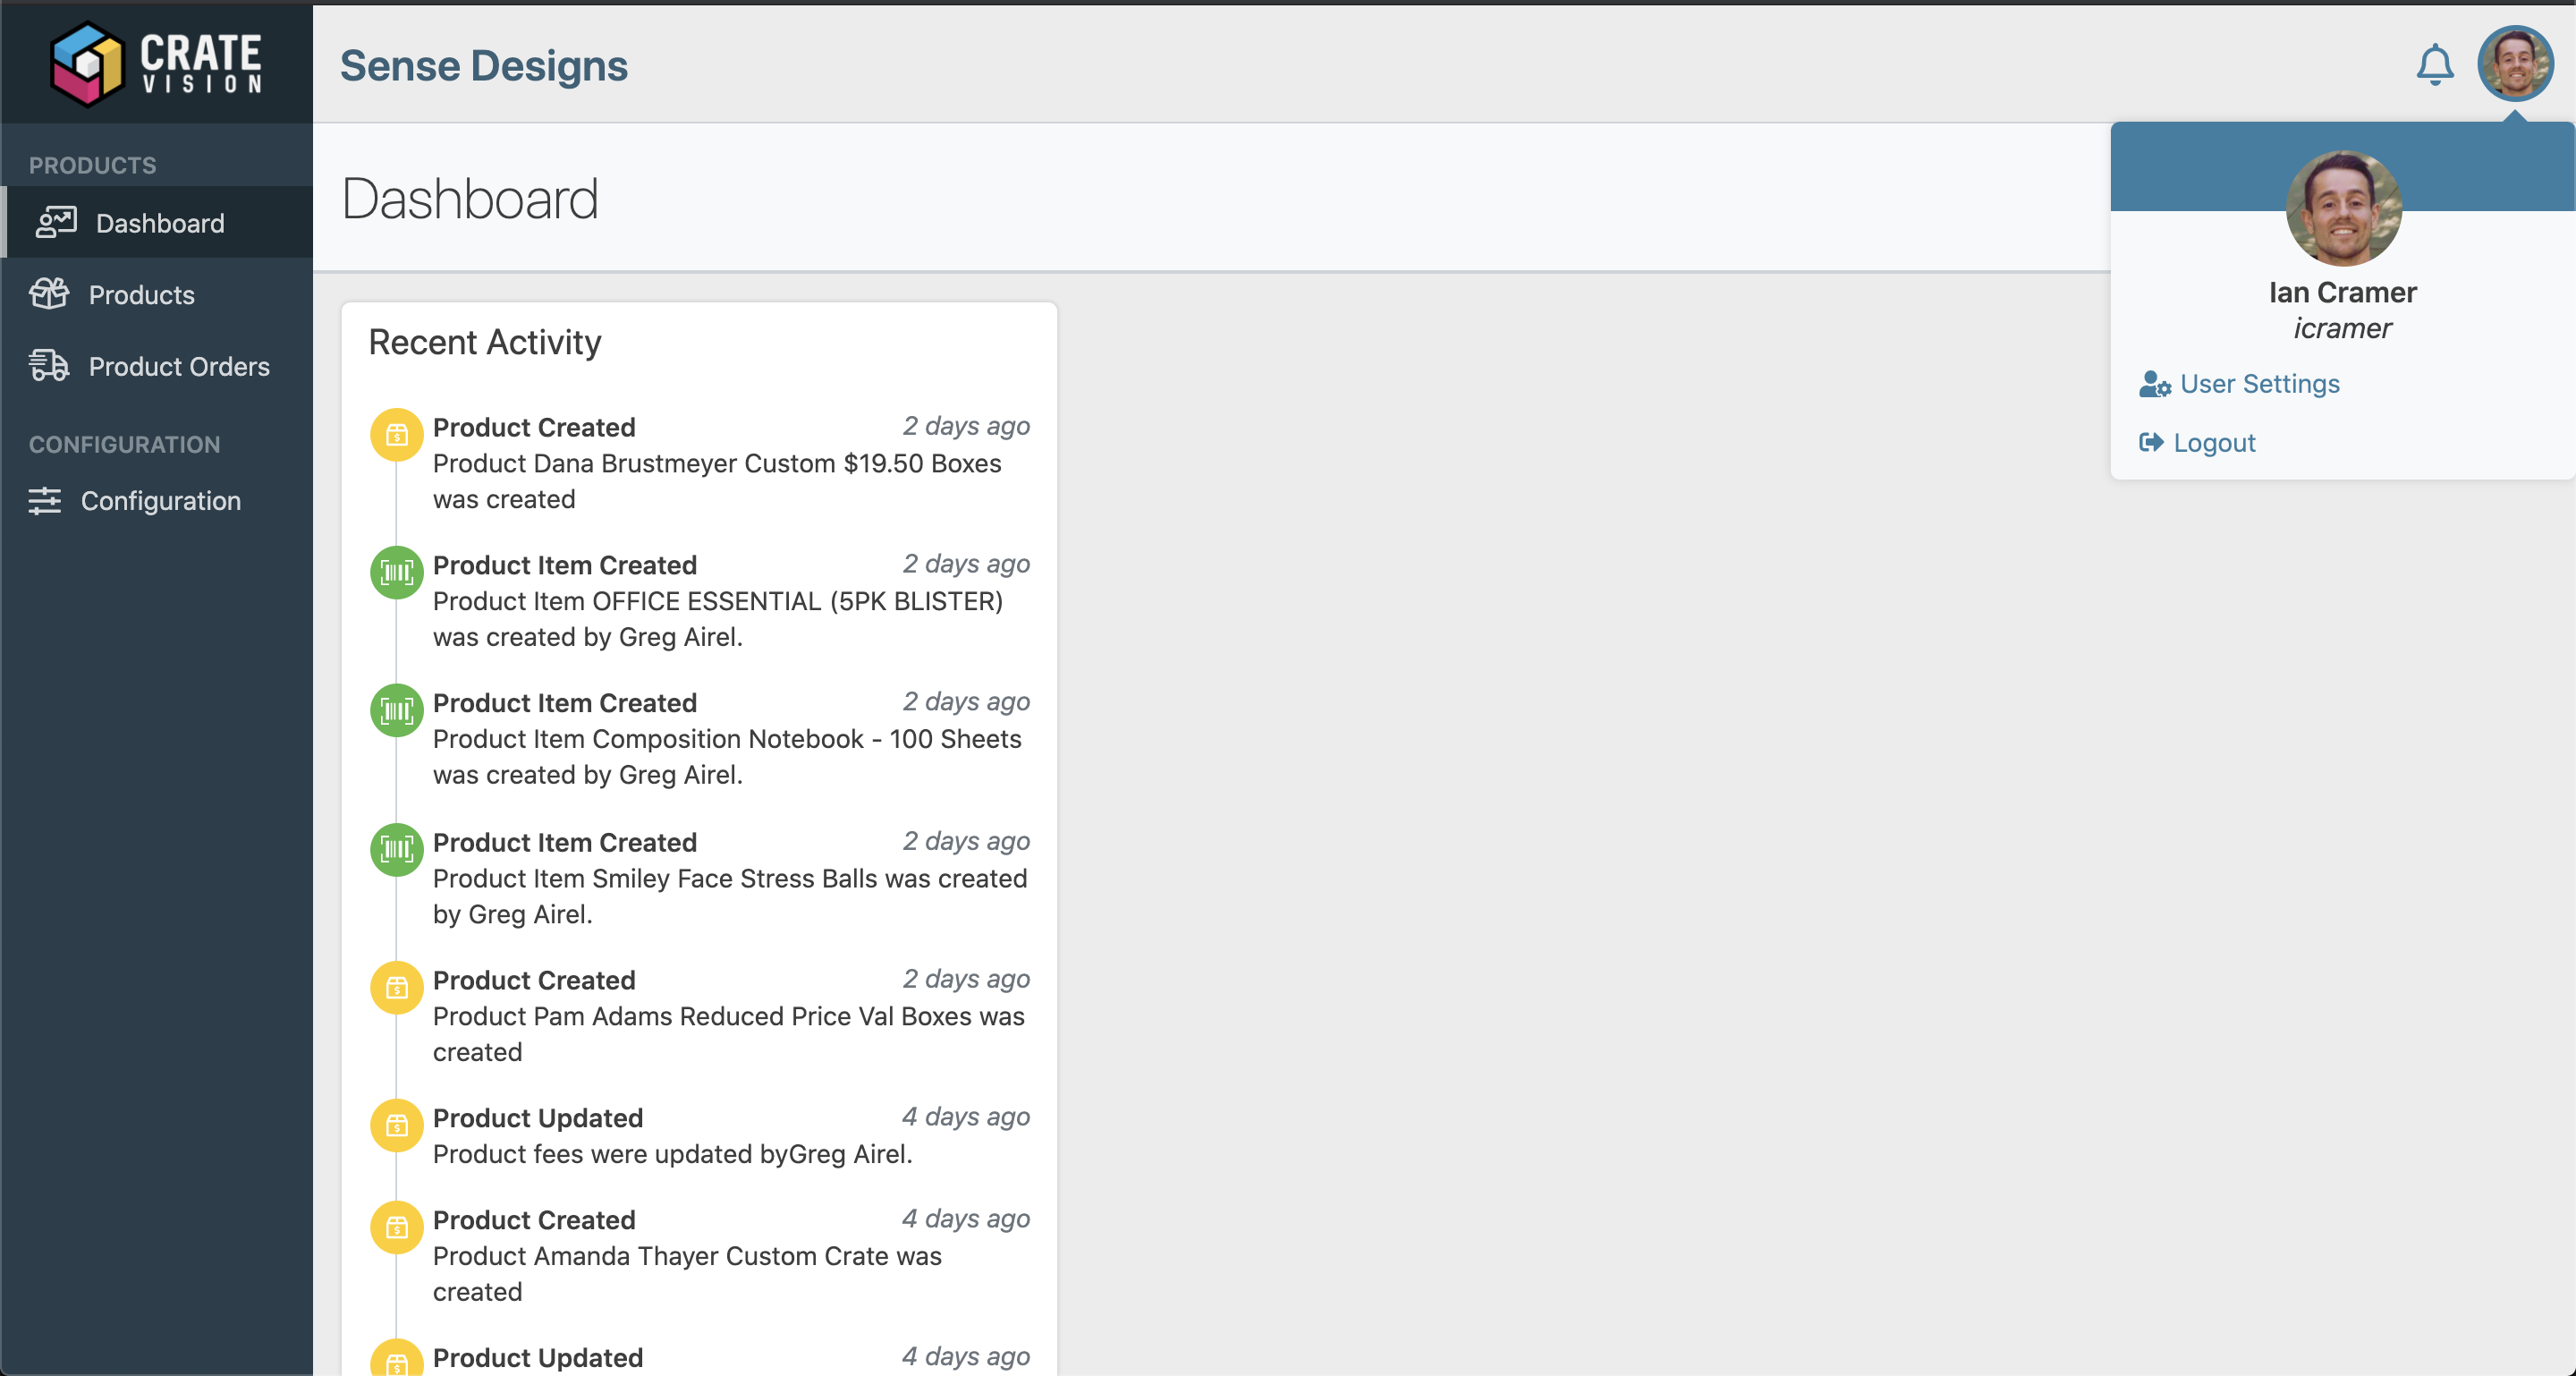 CRATE
VISION
Sense Designs
PRODUCTS
Dashboard
Products
Product Orders
CONFIGURATION
Configuration
Dashboard
Ian Cramer
icramer
User Settings
Logout
Recent Activity
Product Created 2 days ago
Product Dana Brustmeyer Custom $19.50 Boxes
was created
Product Item Created 2 days ago
Product Item OFFICE ESSENTIAL (5PK BLISTER)
was created by Greg Airel.
Product Item Created 2 days ago
Product Item Composition Notebook - 100 Sheets
was created by Greg Airel.
Product Item Created 2 days ago
Product Item Smiley Face Stress Balls was created
by Greg Airel.
Product Created 2 days ago
Product Pam Adams Reduced Price Val Boxes was
created
Product Updated 4 days ago
Product fees were updated byGreg Airel.
Product Created 4 days ago
Product Amanda Thayer Custom Crate was
created
Product Updated 4 days ago